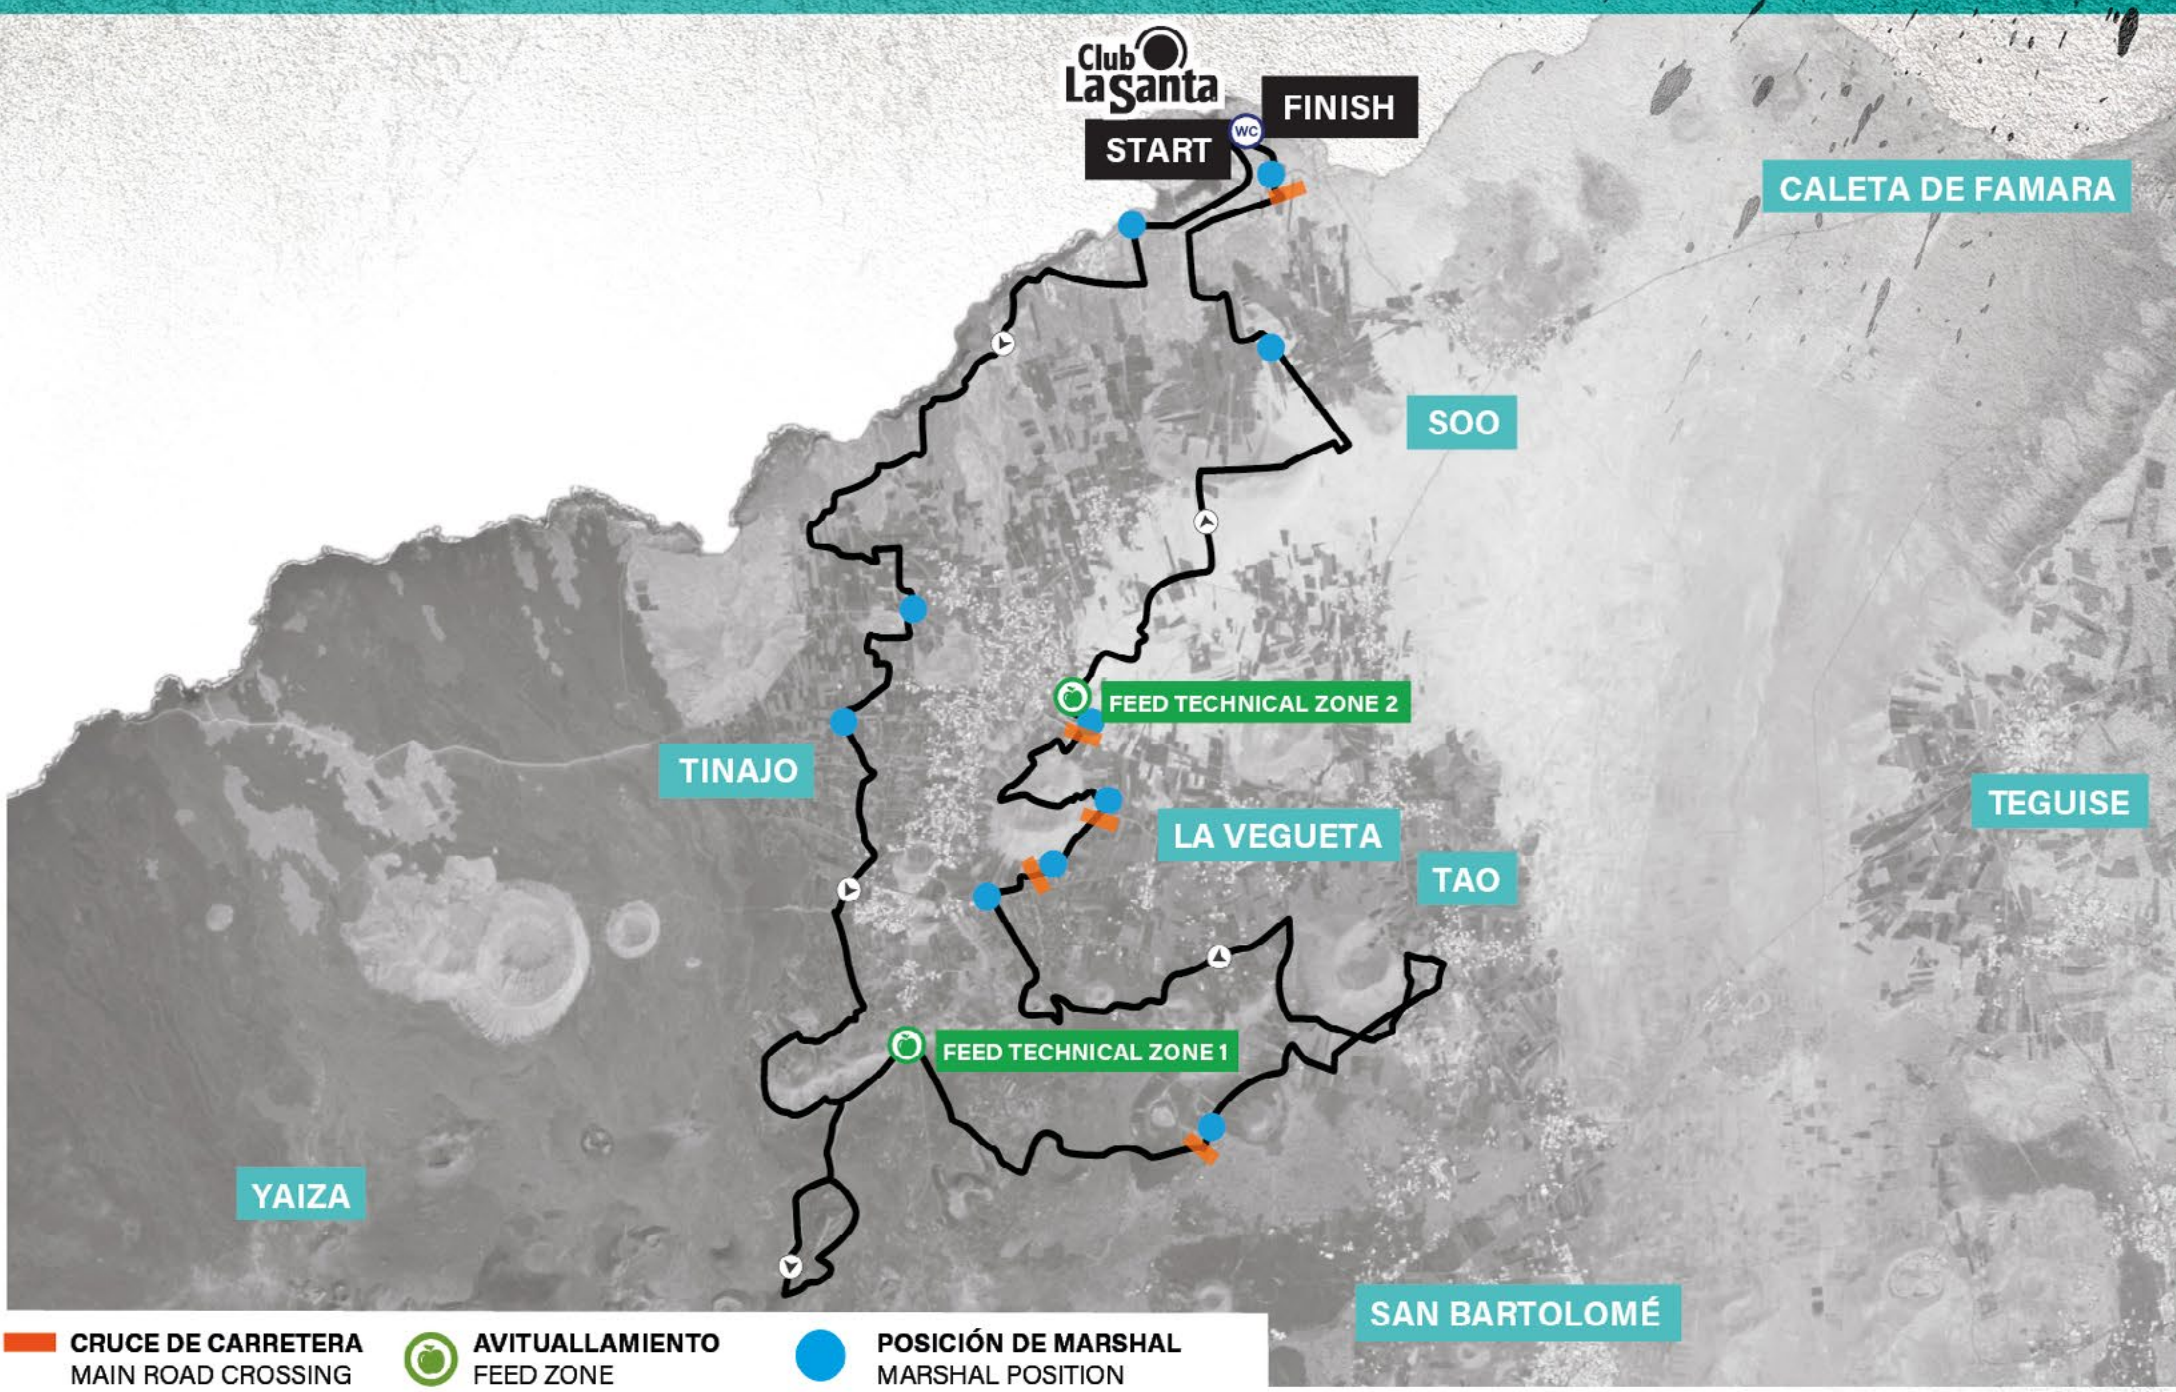 Club
La Santa
FINISH
WC
START
CALETA DE FAMARA
SOO
FEED TECHNICAL ZONE 2
TINAJO
TEGUISE
LA VEGUETA
TAO
FEED TECHNICAL ZONE 1
YAIZA
SAN BARTOLOMÉ
CRUCE DE CARRETERA
MAIN ROAD CROSSING
AVITUALLAMIENTO
FEED ZONE
POSICIÓN DE MARSHAL
MARSHAL POSITION